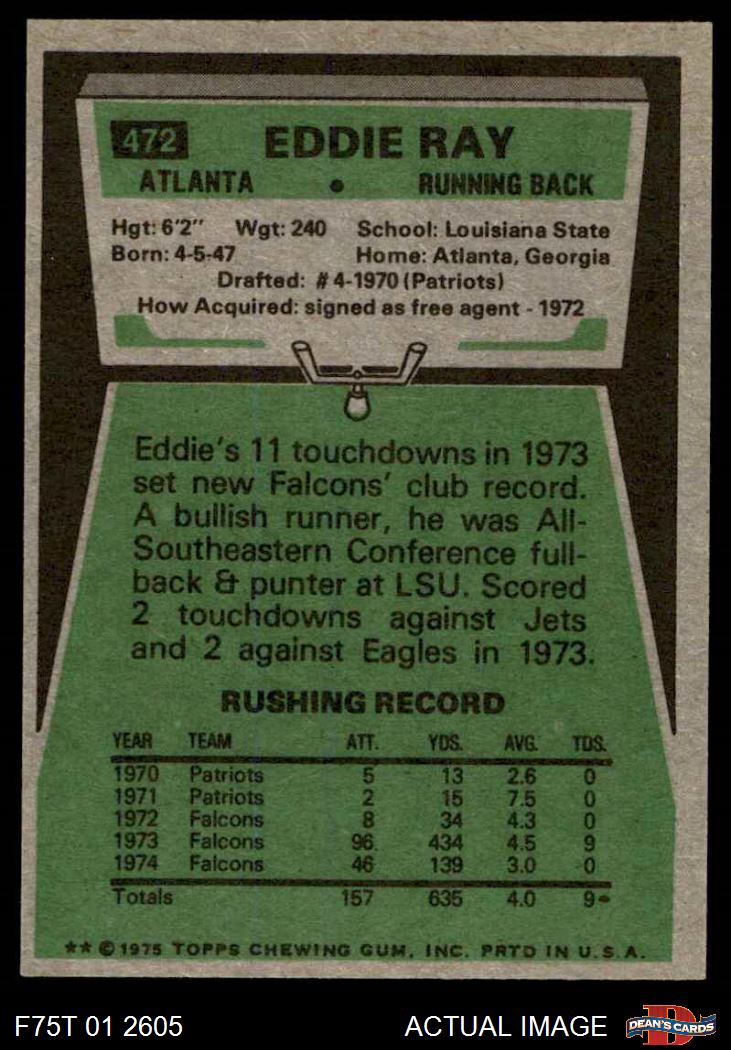 472 EDDIE RAY
ATLANTA • RUNNING BACK
Hgt: 6'2" Wgt: 240 School: Louisiana State
Born: 4-5-47 Home: Atlanta, Georgia
Drafted: #4-1970 (Patriots)
How Acquired: signed as free agent - 1972
Eddie's 11 touchdowns in 1973
set new Falcons' club record.
A bullish runner, he was All-
Southeastern Conference full-
back & punter at LSU. Scored
2 touchdowns against Jets
and 2 against Eagles in 1973.
RUSHING RECORD
YEAR TEAM ATT. YDS. AVG. TDS.
1970 Patriots 5 13 2.6 0
1971 Patriots 2 15 7.5 0
1972 Falcons 8 34 4.3 0
1973 Falcons 96 434 4.5 9
1974 Falcons 46 139 3.0 0
Totals 157 635 4.0 9
** © 1975 TOPPS CHEWING GUM, INC. PRTD IN U.S.A.
F75T 01 2605 ACTUAL IMAGE D DEAN'S CARDS